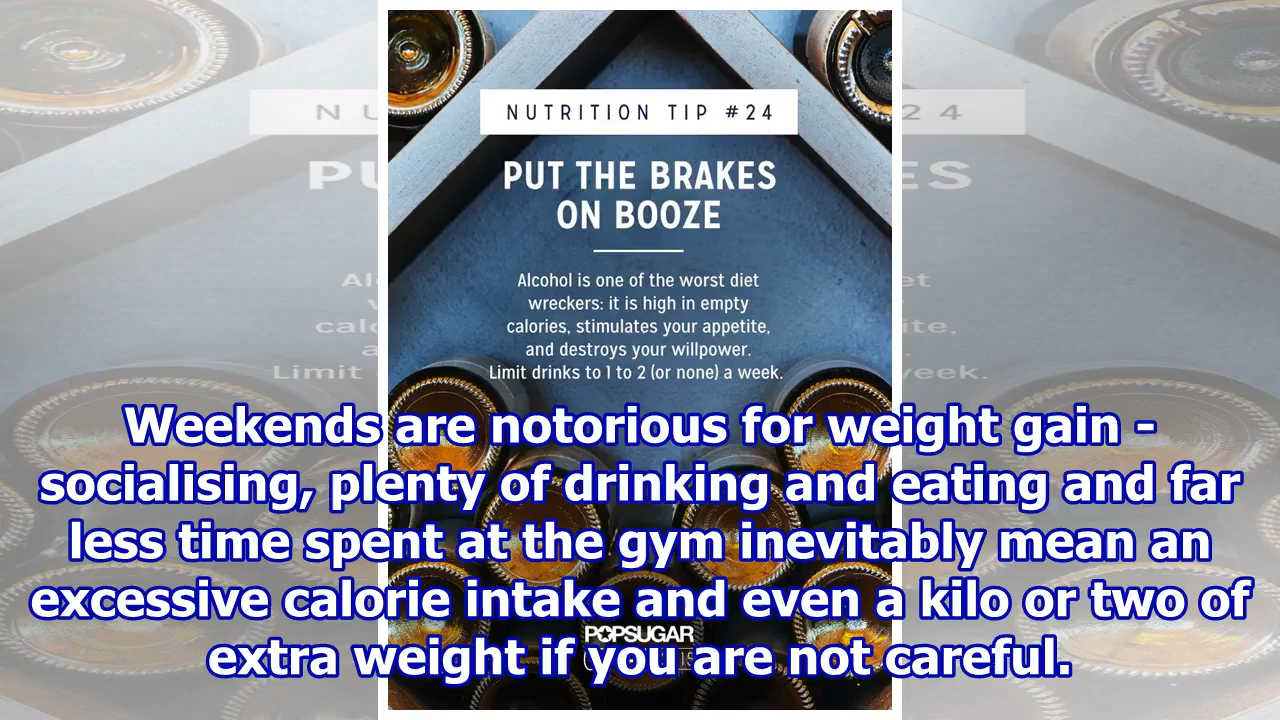 NUTRITION TIP #24
PUT THE BRAKES
ON BOOZE
Alcohol is one of the worst diet
wreckers: it is high in empty
calories, stimulates your appetite,
and destroys your willpower.
Limit drinks to 1 to 2 (or none) a week.
Weekends are notorious for weight gain -
socialising, plenty of drinking and eating and far
less time spent at the gym inevitably mean an
excessive calorie intake and even a kilo or two of
POPSUGAR
extra weight if you are not careful.